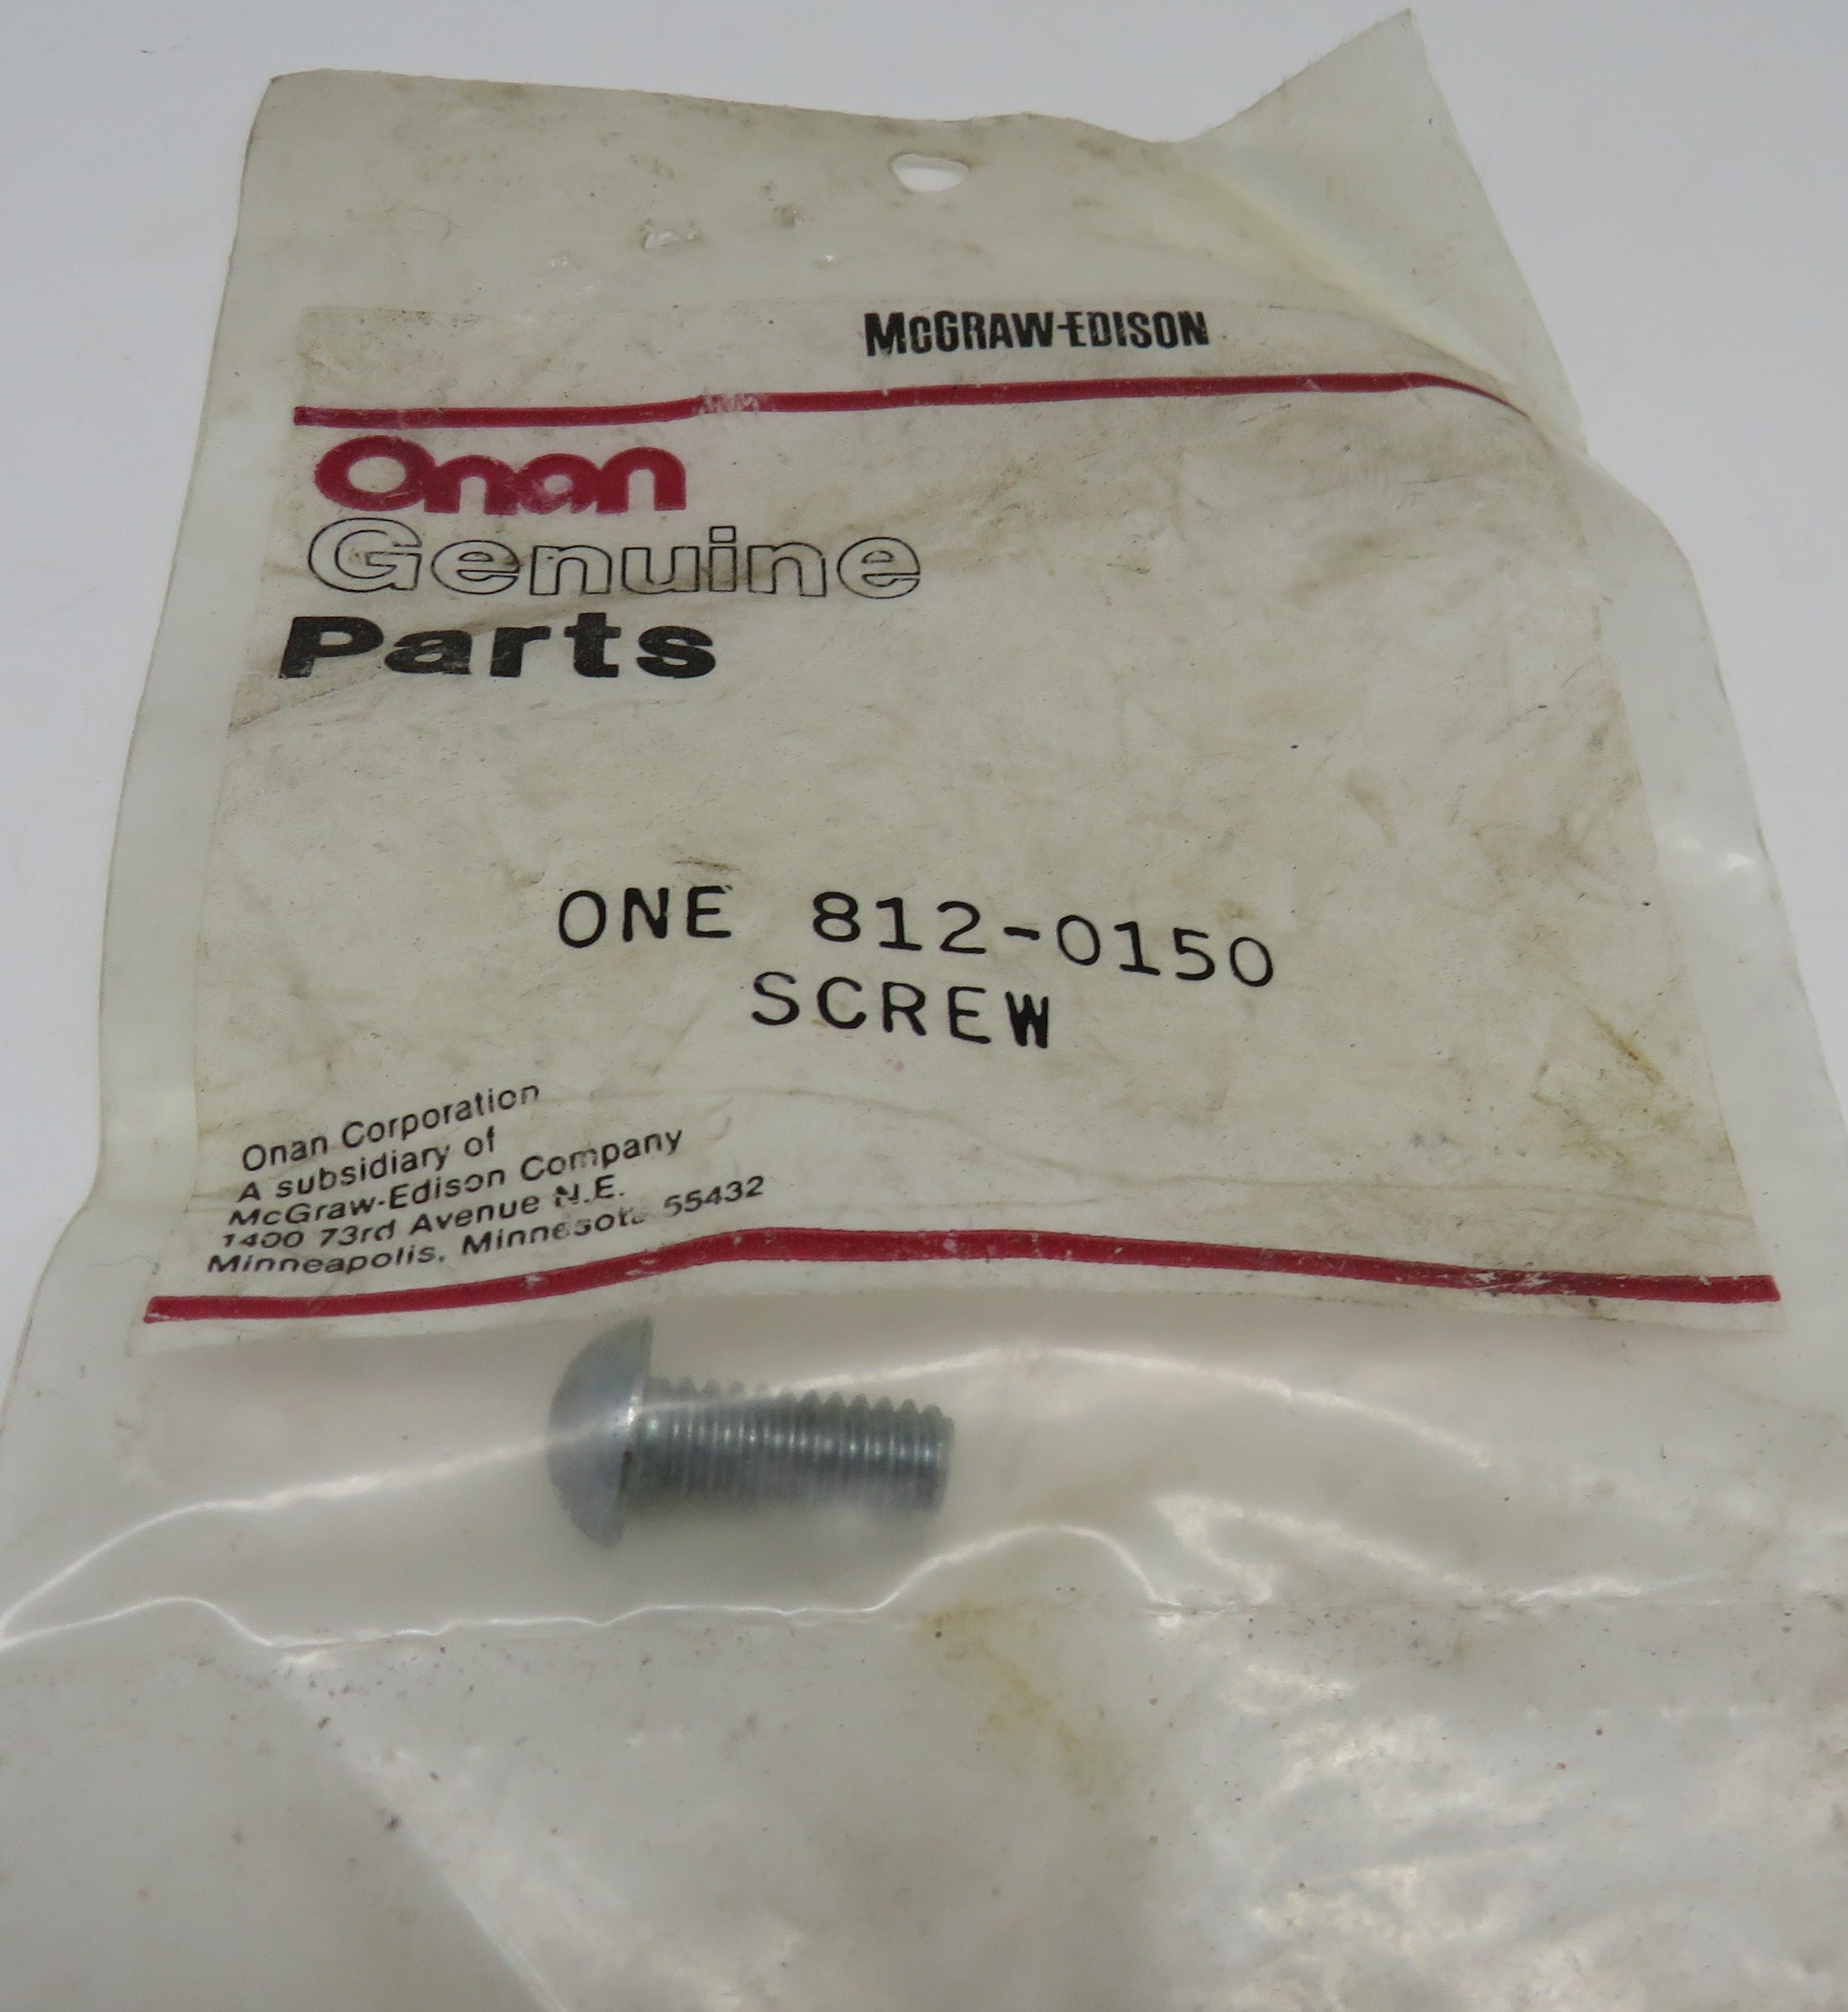 McGRAW-EDISON
Onan
Genuine
Parts
ONE 812-0150
SCREW
Onan Corporation
A subsidiary of
McGraw-Edison Company
1400 73rd Avenue N.E.
Minneapolis, Minnesota 55432